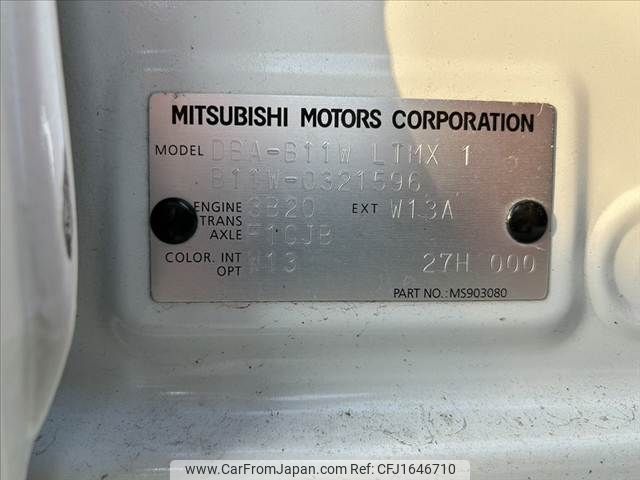 MITSUBISHI MOTORS CORPORATION
MODEL DBA-B11W LTMX 1
B11W-0321596
ENGINE 3B20 EXT W13A
TRANS
AXLE F1CJB
COLOR. INT W13 27H 000
OPT
PART NO.: MS903080
www.CarFromJapan.com - Ref. No: CFJ1646710